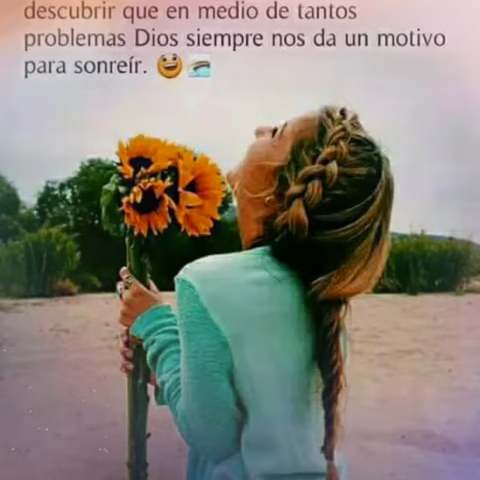 descubrir que en medio de tantos
problemas Dios siempre nos da un motivo
para sonreír. 😃 🌈